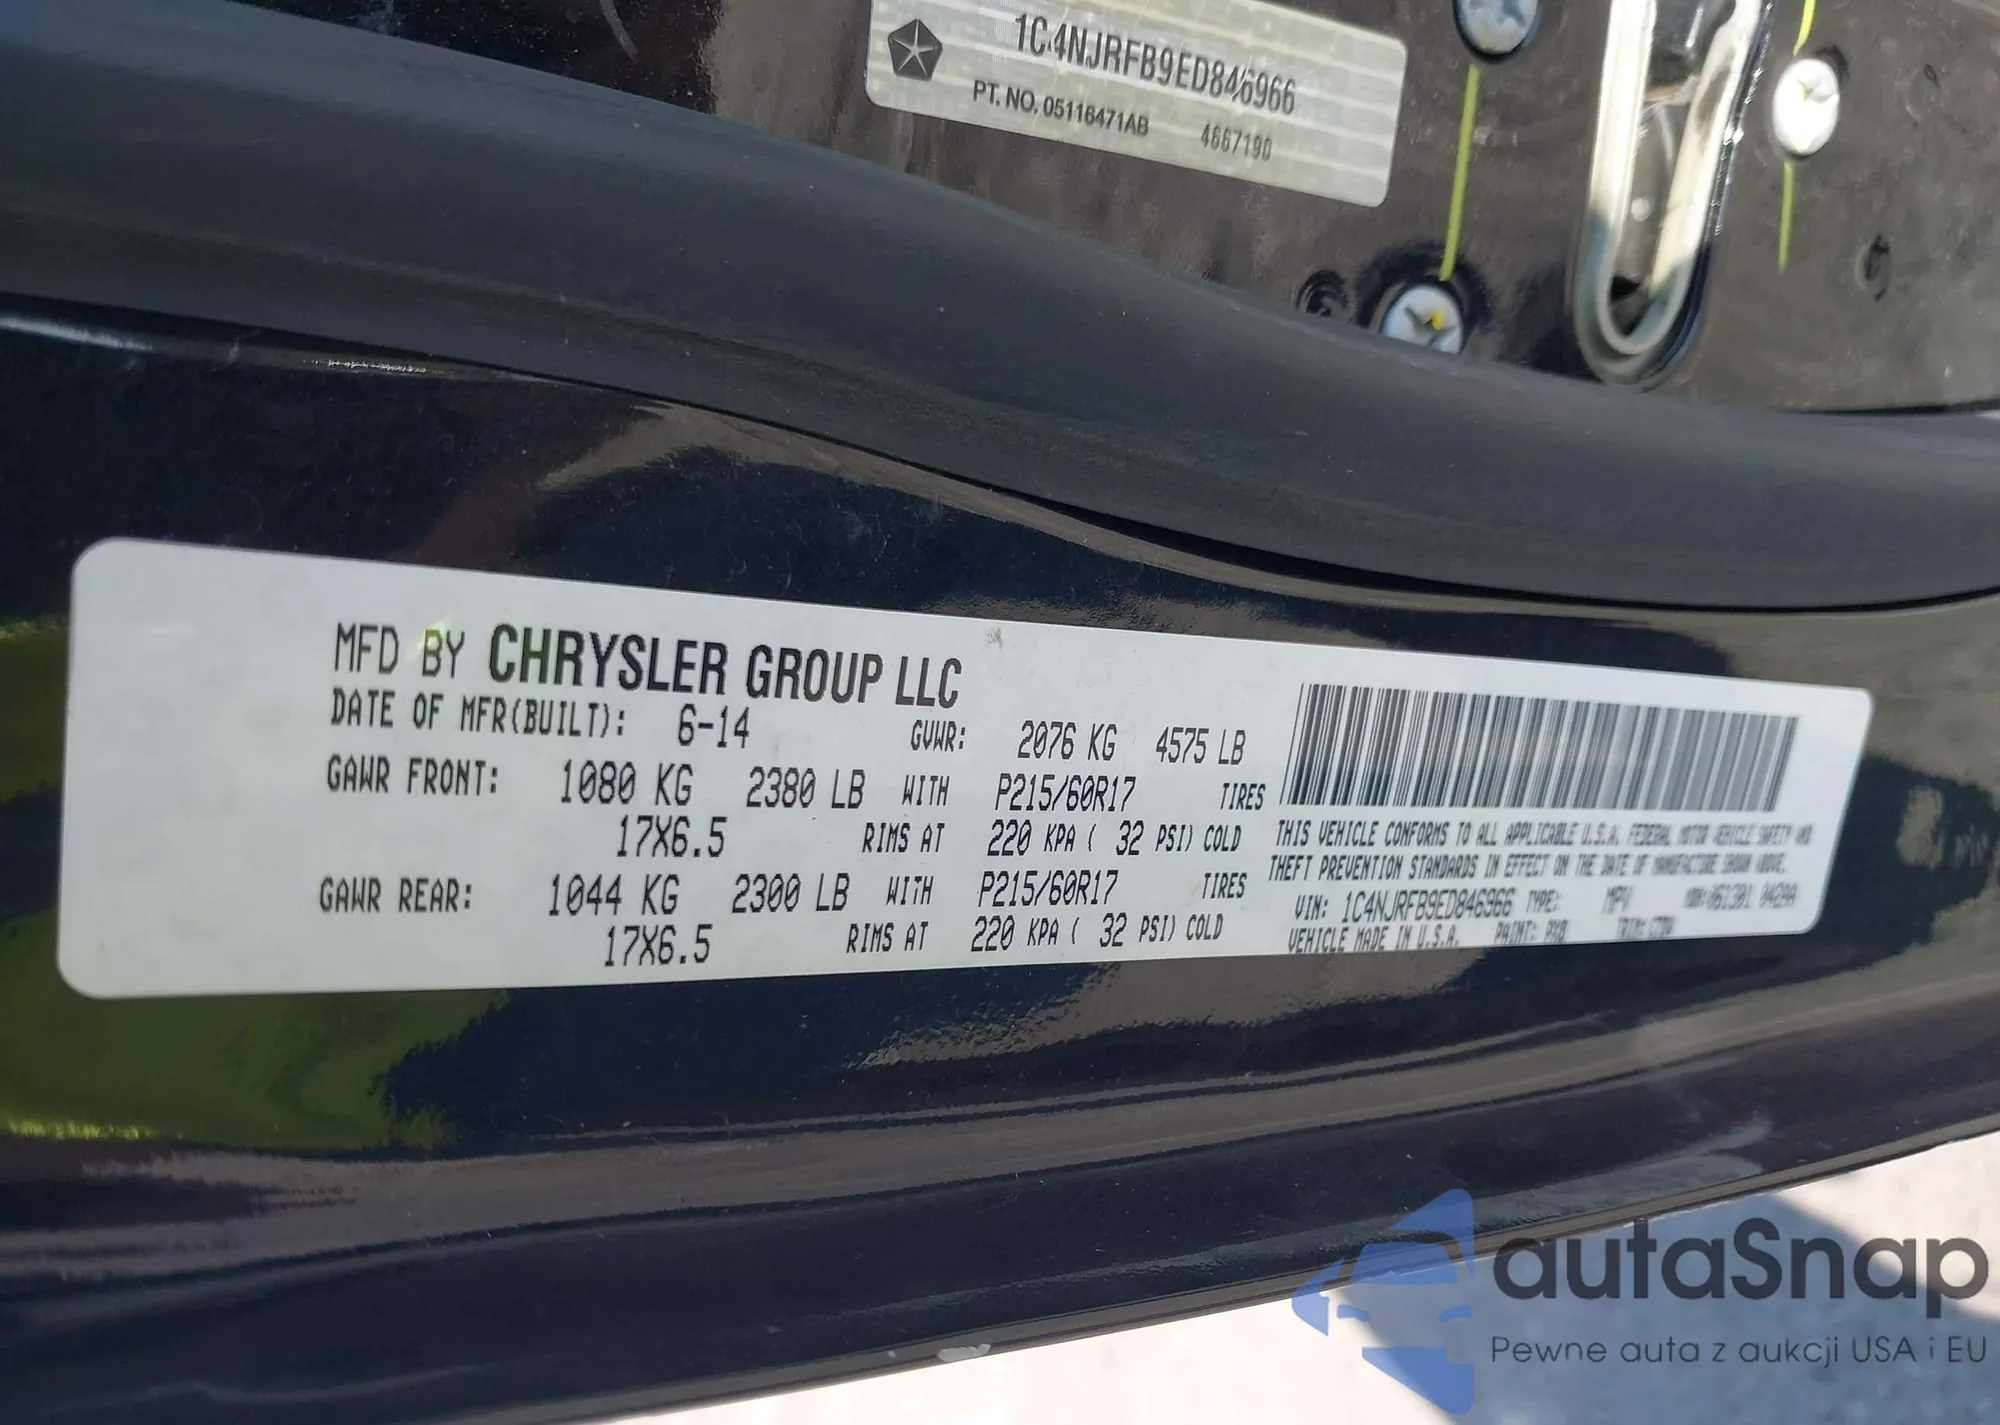 1C4NJRFB9ED846966
PT. NO. 05116471AB 4667190
MFD BY CHRYSLER GROUP LLC
DATE OF MFR(BUILT): 6-14 GVWR: 2076 KG 4575 LB
GAWR FRONT: 1080 KG 2380 LB WITH P215/60R17 TIRES
17X6.5 RIMS AT 220 KPA ( 32 PSI) COLD
GAWR REAR: 1044 KG 2300 LB WITH P215/60R17 TIRES
17X6.5 RIMS AT 220 KPA ( 32 PSI) COLD
THIS VEHICLE CONFORMS TO ALL APPLICABLE U.S.A. FEDERAL MOTOR VEHICLE SAFETY AND
THEFT PREVENTION STANDARDS IN EFFECT ON THE DATE OF MANUFACTURE SHOWN ABOVE.
VIN: 1C4NJRFB9ED846966 TYPE: MPV MDH:061301
VEHICLE MADE IN U.S.A. PAINT: PXB TRIM:
autaSnap
Pewne auta z aukcji USA i EU